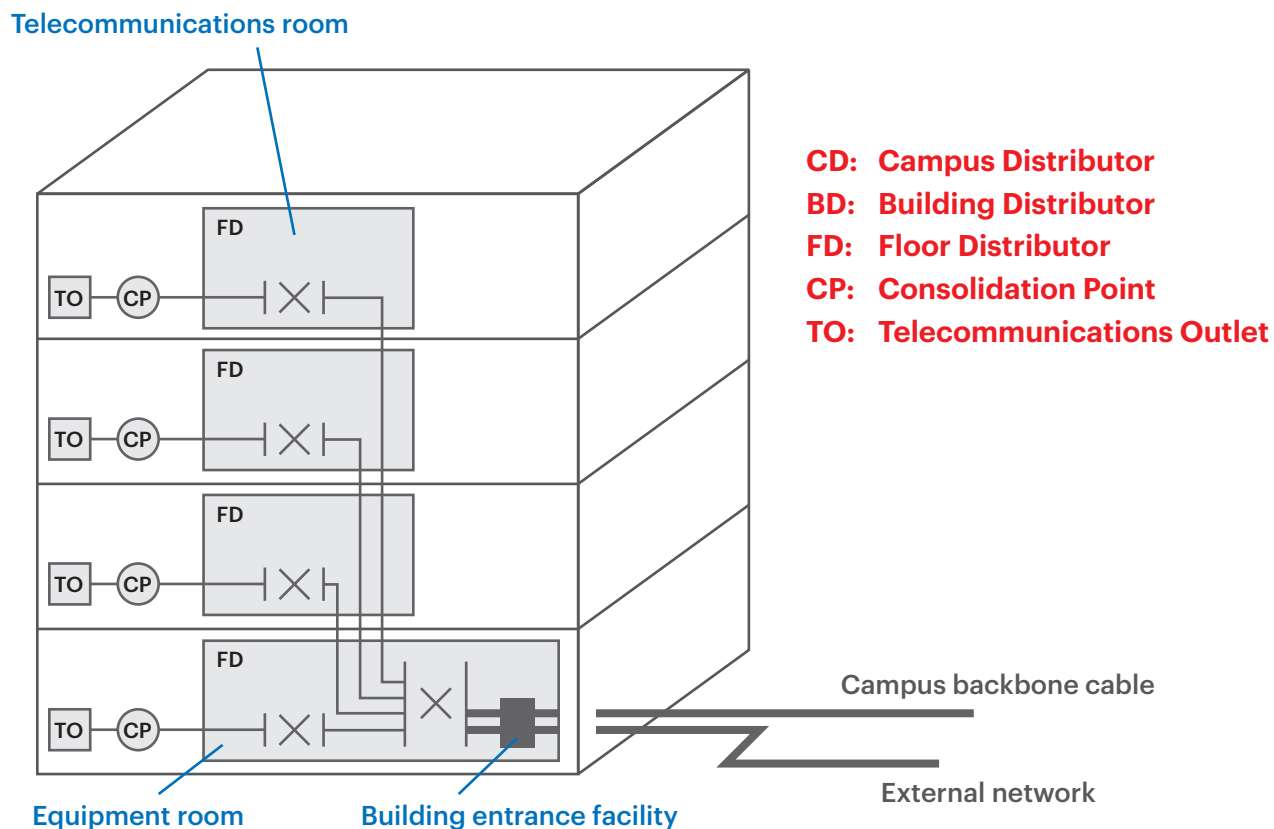 Telecommunications room
CD: Campus Distributor
BD: Building Distributor
FD: Floor Distributor
CP: Consolidation Point
TO: Telecommunications Outlet
FD
TO CP
FD
TO CP
FD
TO CP
FD
TO CP
Campus backbone cable
External network
Equipment room
Building entrance facility